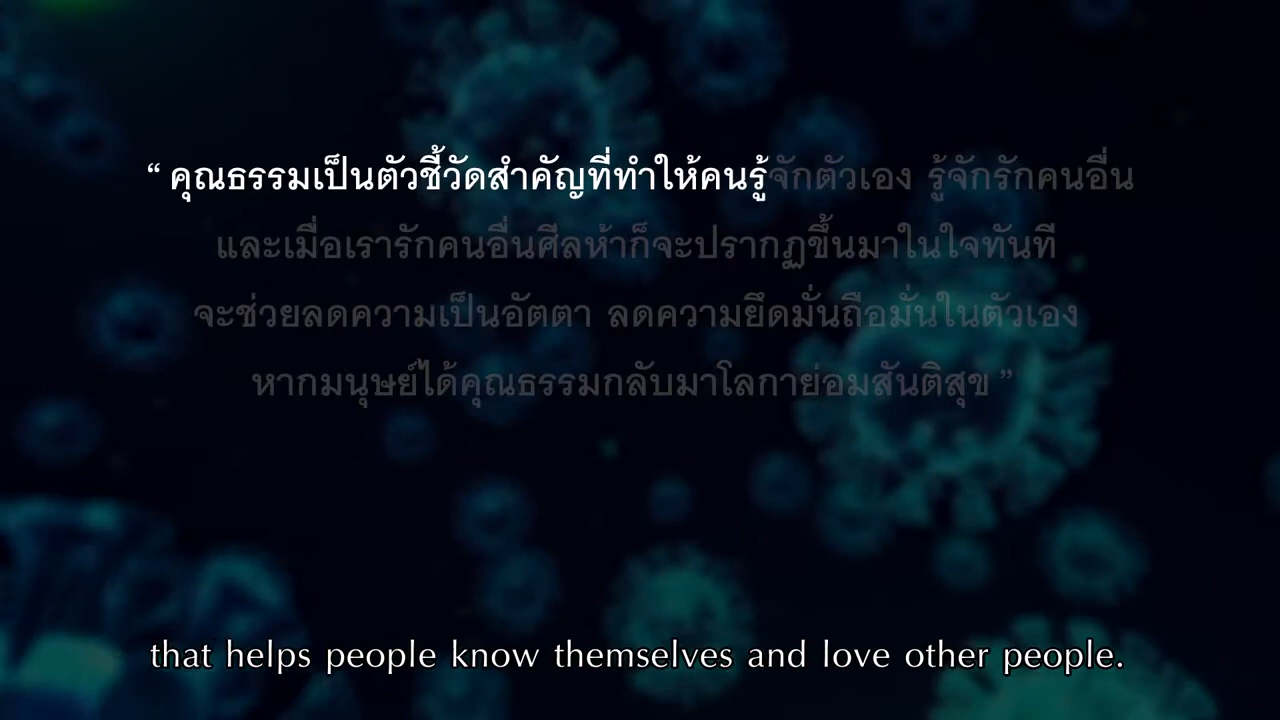 “ คุณธรรมเป็นตัวชี้วัดสำคัญที่ทำให้คนรู้จักตัวเอง รู้จักรักคนอื่น
และเมื่อเรารักคนอื่นศีลห้าก็จะปรากฏขึ้นมาในใจทันที
จะช่วยลดความเป็นอัตตา ลดความยึดมั่นถือมั่นในตัวเอง
หากมนุษย์ได้คุณธรรมกลับมาโลกาย่อมสันติสุข ”
that helps people know themselves and love other people.